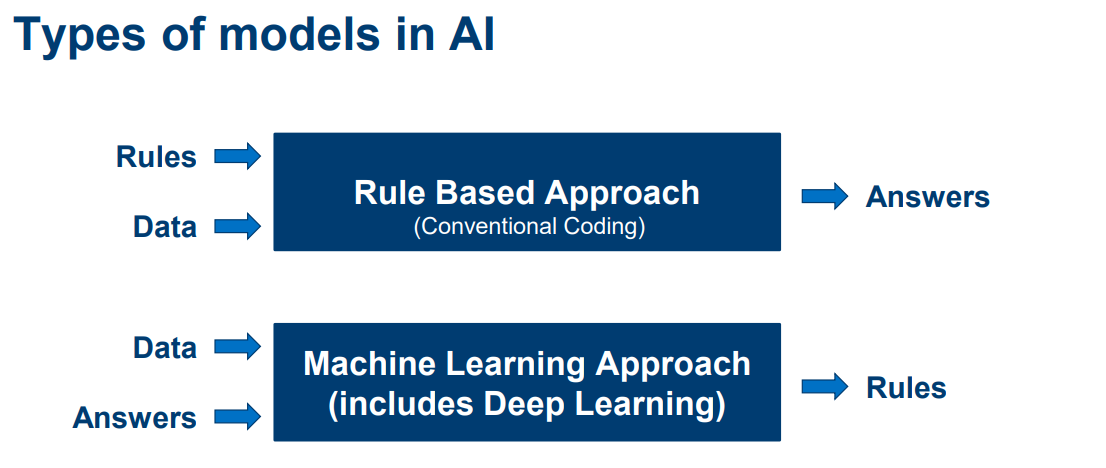 Types of models in AI
Rules
Data
Rule Based Approach
(Conventional Coding)
Answers
Data
Answers
Machine Learning Approach
(includes Deep Learning)
Rules